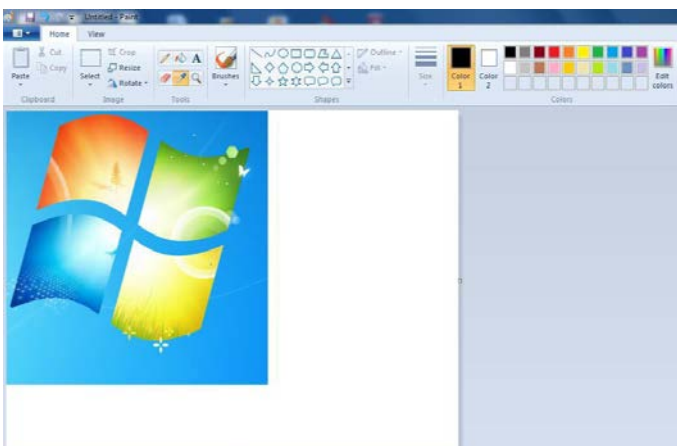 Untitled - Paint
Home View
Cut
Copy
Paste
Clipboard
Crop
Resize
Rotate
Select
Image
A
Tools
Brushes
Outline
Fill
Shapes
Size
Color
1
Color
2
Edit
colors
Colors